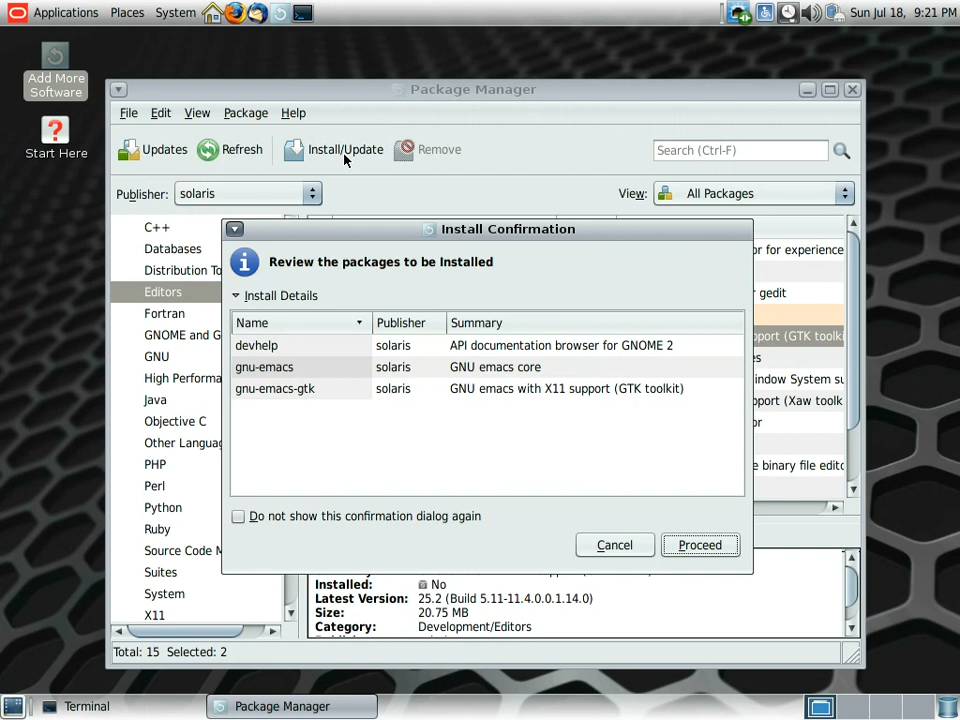 Applications Places System Sun Jul 18, 9:21 PM
Add More
Software
Start Here
Package Manager
File Edit View Package Help
Updates Refresh Install/Update Remove Search (Ctrl-F)
Publisher: solaris View: All Packages
C++
Databases
Distribution To
Editors
Fortran
GNOME and G
GNU
High Performa
Java
Objective C
Other Languag
PHP
Perl
Port
Python
Ruby
Source Code M
Suites
System
X11
or for experience
r gedit
port (GTK toolki
es
indow System su
port (Xaw toolk
or
e binary file edito
Install Confirmation
Review the packages to be Installed
Install Details
Name Publisher Summary
devhelp solaris API documentation browser for GNOME 2
gnu-emacs solaris GNU emacs core
gnu-emacs-gtk solaris GNU emacs with X11 support (GTK toolkit)
Do not show this confirmation dialog again
Cancel Proceed
Installed: No
Latest Version: 25.2 (Build 5.11-11.4.0.0.1.14.0)
Size: 20.75 MB
Category: Development/Editors
Total: 15 Selected: 2
Terminal Package Manager